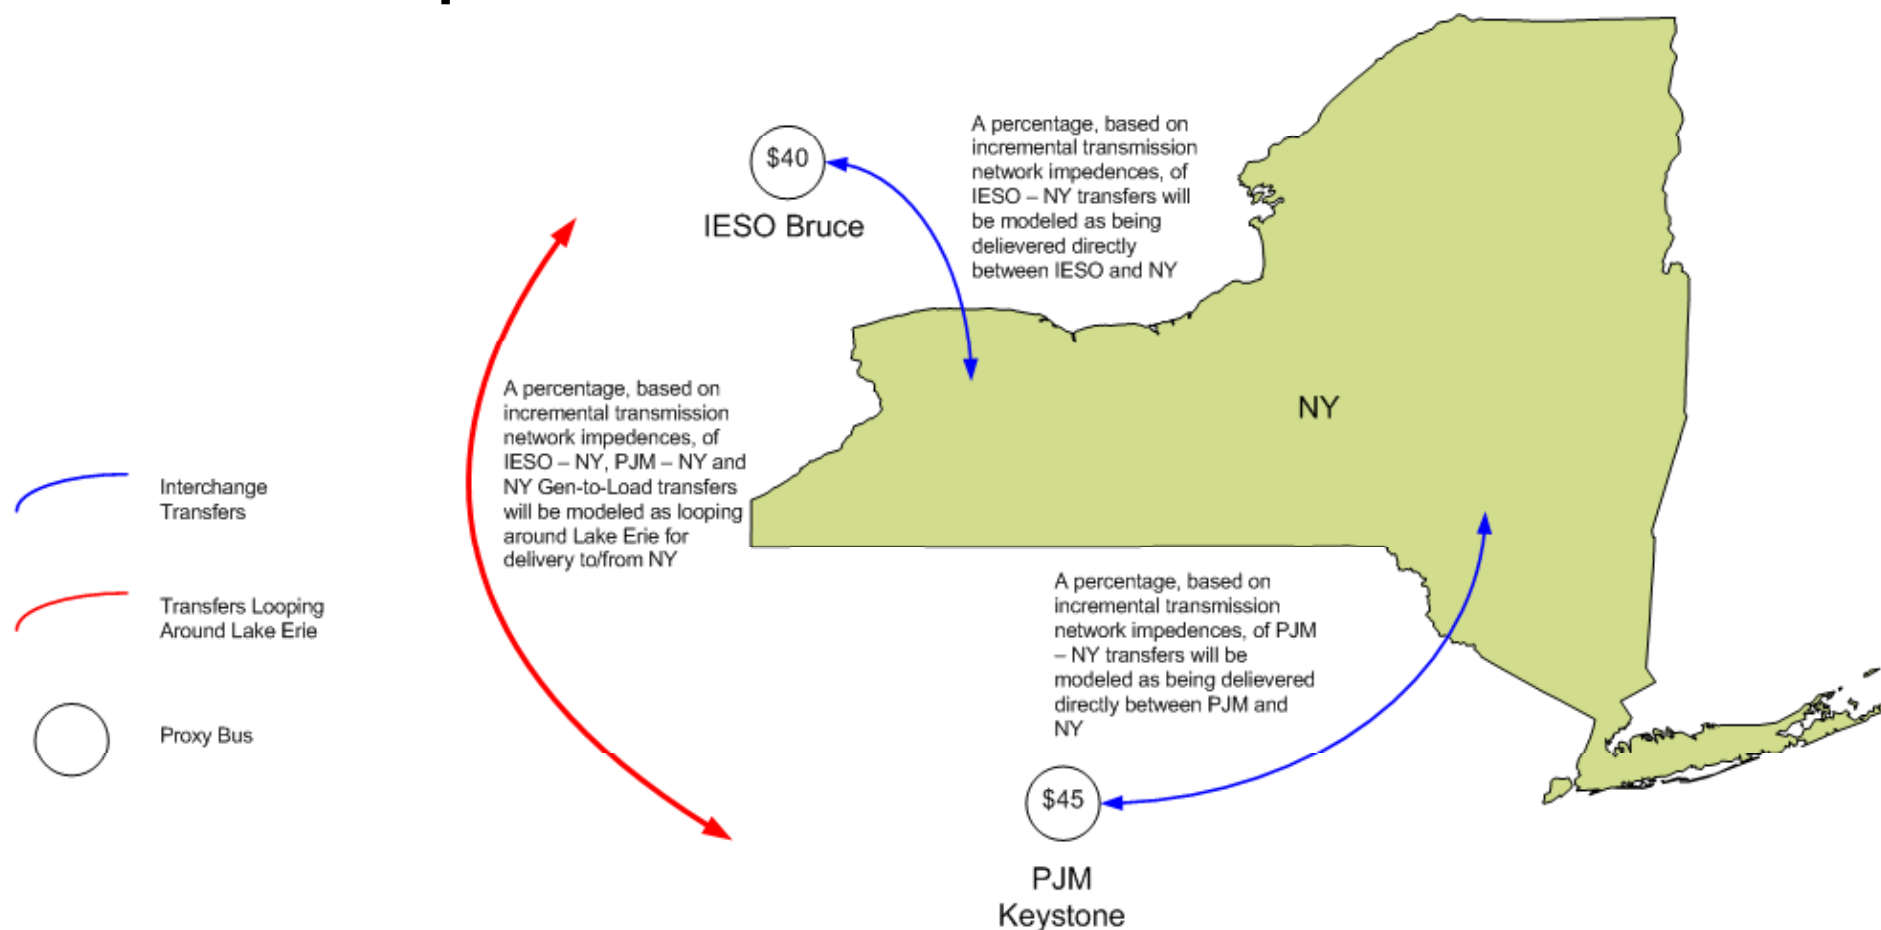 $40
IESO Bruce
A percentage, based on
incremental transmission
network impedences, of
IESO – NY transfers will
be modeled as being
delievered directly
between IESO and NY
A percentage, based on
incremental transmission
network impedences, of
IESO – NY, PJM – NY and
NY Gen-to-Load transfers
will be modeled as looping
around Lake Erie for
delivery to/from NY
NY
Interchange
Transfers
Transfers Looping
Around Lake Erie
Proxy Bus
A percentage, based on
incremental transmission
network impedences, of PJM
– NY transfers will be
modeled as being delievered
directly between PJM and
NY
$45
PJM
Keystone